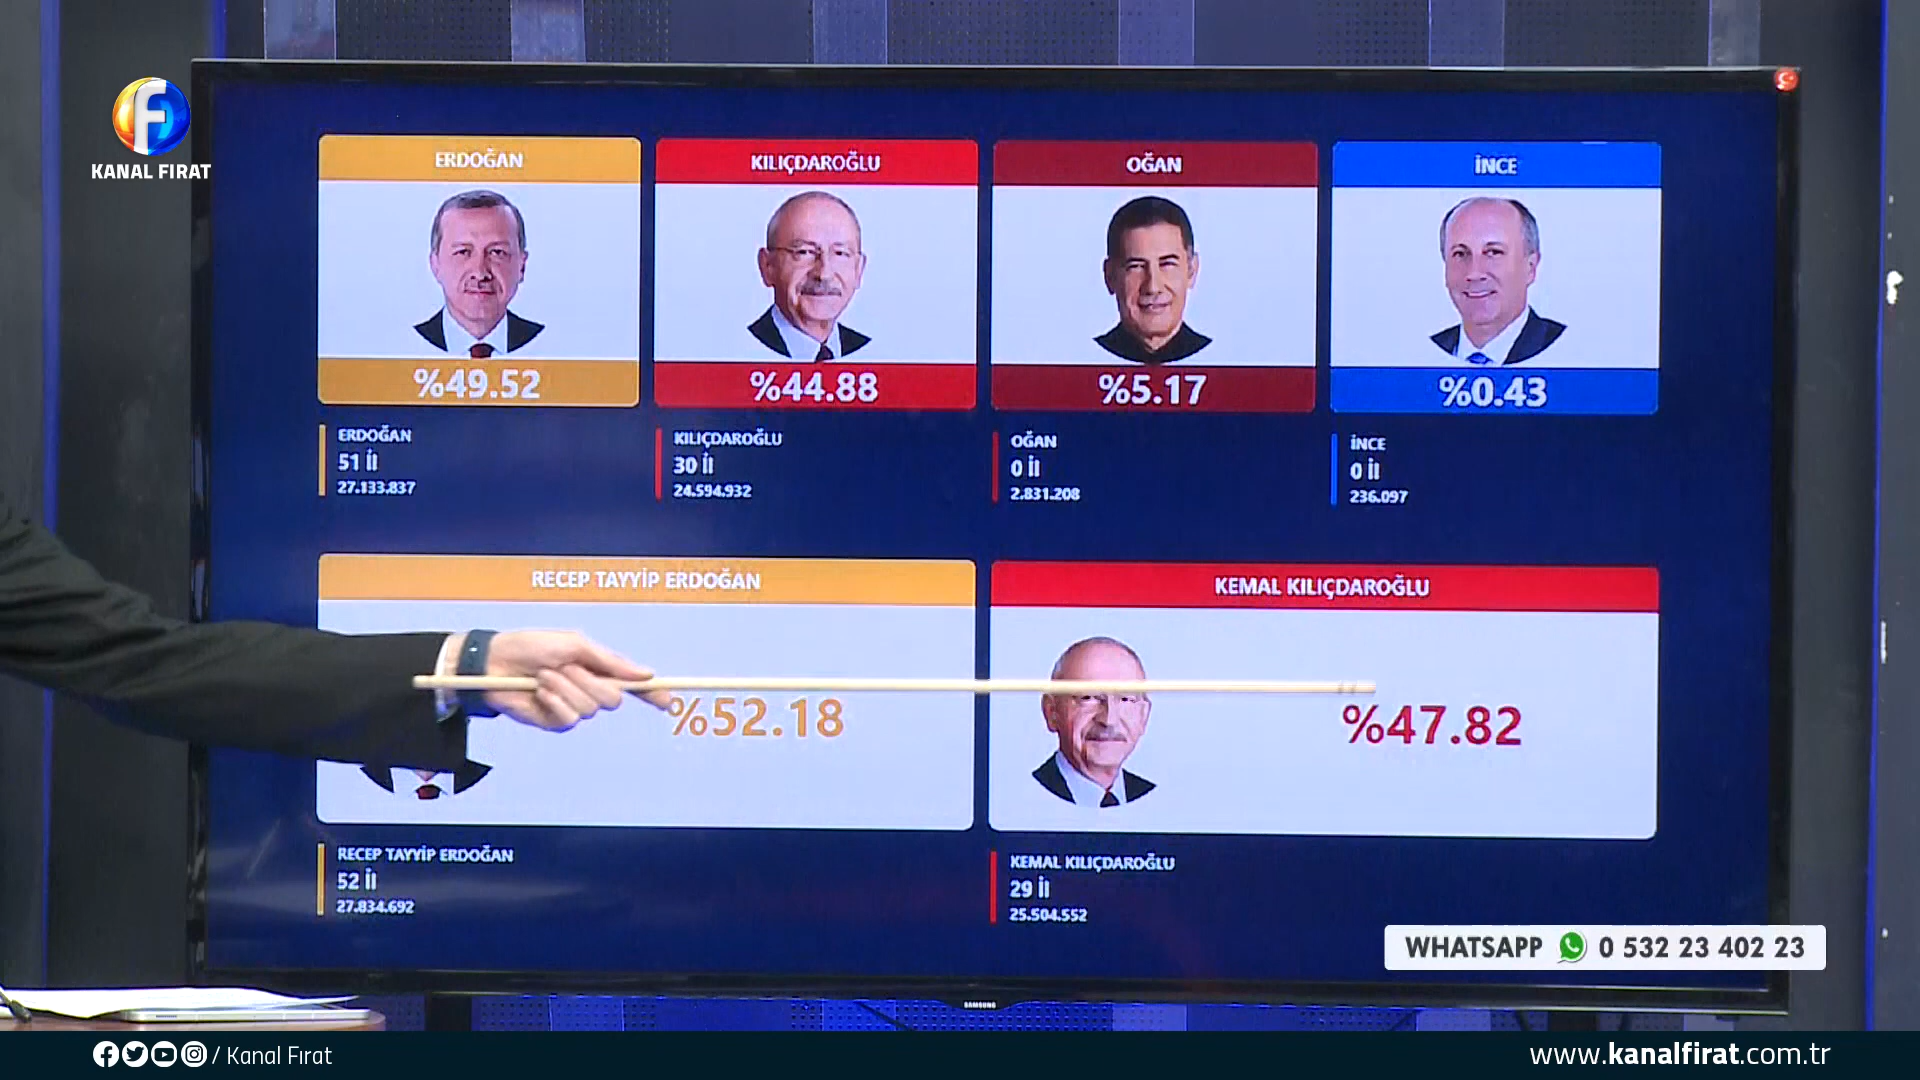 KANAL FIRAT
ERDOĞAN
KILIÇDAROĞLU
OĞAN
İNCE
%49.52
%44.88
%5.17
%0.43
ERDOĞAN
51 İl
27.133.837
KILIÇDAROĞLU
30 İl
24.594.932
OĞAN
0 İl
2.831.208
İNCE
0 İl
236.097
RECEP TAYYİP ERDOĞAN
KEMAL KILIÇDAROĞLU
%52.18
%47.82
RECEP TAYYİP ERDOĞAN
52 İl
27.834.692
KEMAL KILIÇDAROĞLU
29 İl
25.504.552
WHATSAPP 0 532 23 402 23
SAMSUNG
/ Kanal Fırat
www.kanalfirat.com.tr